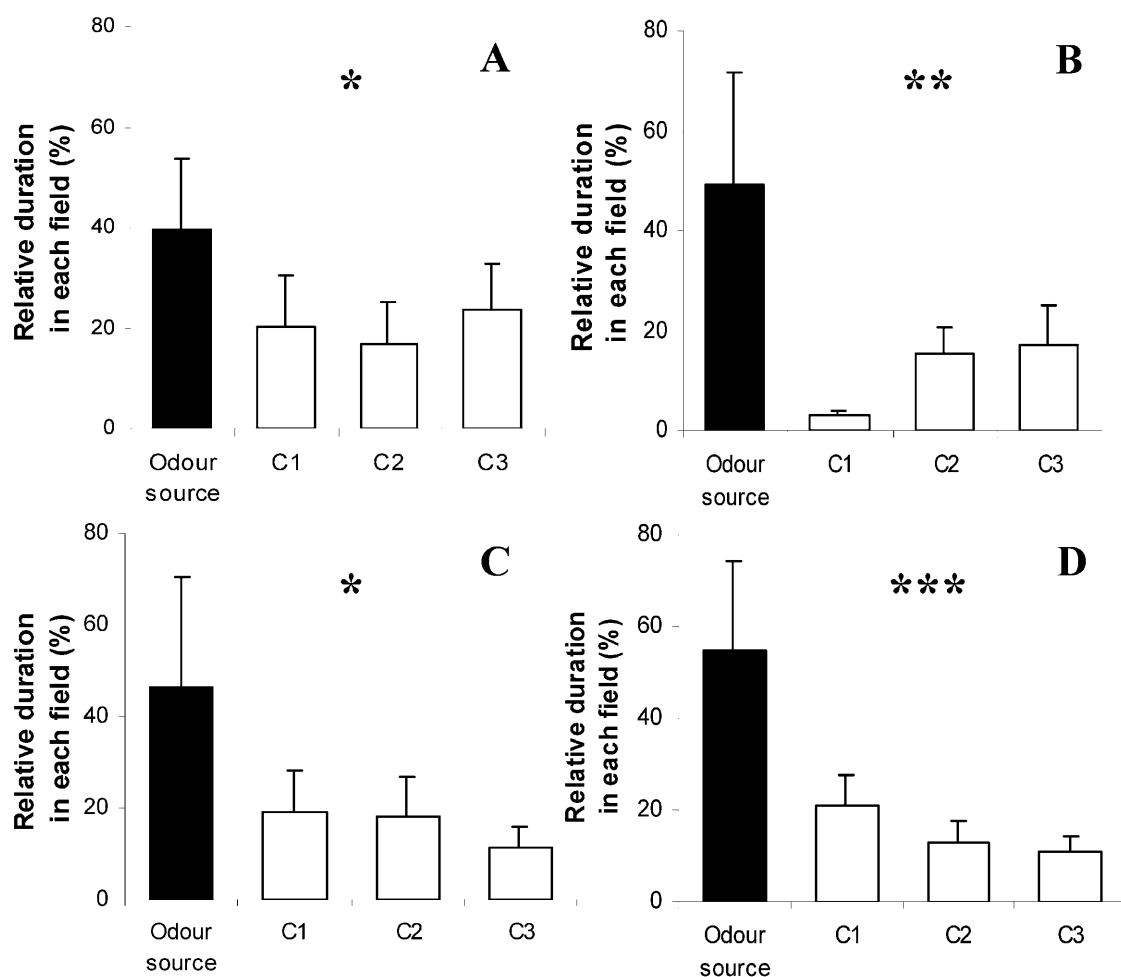 80
60
40
20
0
Relative duration
in each field (%)
*
A
Odour
source
C1
C2
C3
80
60
40
20
0
Relative duration
in each field (%)
**
B
Odour
source
C1
C2
C3
80
60
40
20
0
Relative duration
in each field (%)
*
C
Odour
source
C1
C2
C3
80
60
40
20
0
Relative duration
in each field (%)
***
D
Odour
source
C1
C2
C3